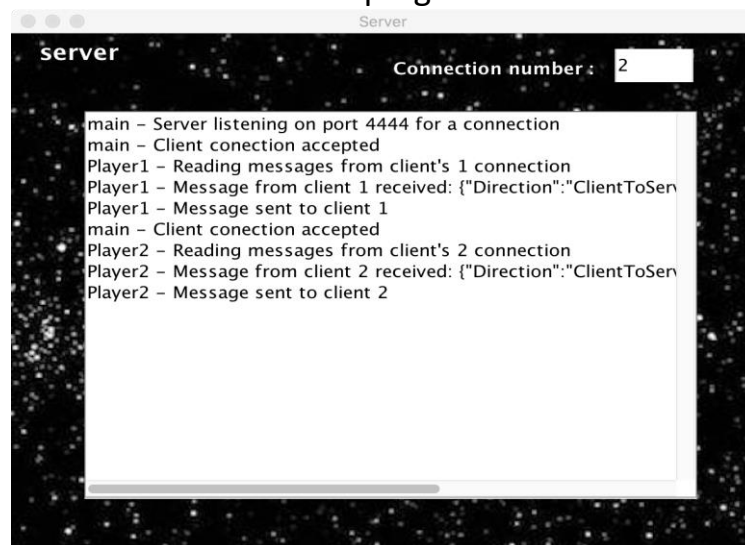 Server
server
Connection number : 2
main – Server listening on port 4444 for a connection
main – Client conection accepted
Player1 – Reading messages from client's 1 connection
Player1 – Message from client 1 received: {"Direction":"ClientToServ
Player1 – Message sent to client 1
main – Client conection accepted
Player2 – Reading messages from client's 2 connection
Player2 – Message from client 2 received: {"Direction":"ClientToServ
Player2 – Message sent to client 2